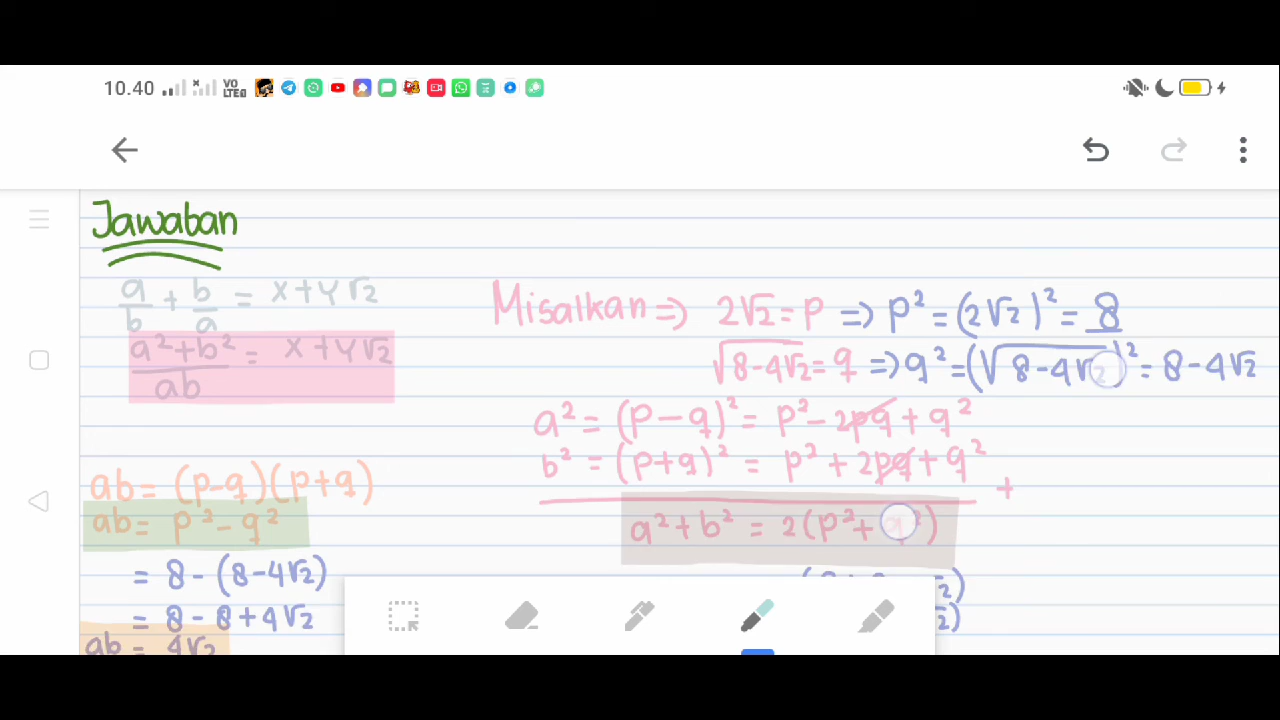 10.40 VO LTE
Jawaban
a/b + b/a = x+y√2
(a²+b²)/ab = x+y√2
Misalkan => 2√2 = p => p² = (2√2)² = 8
√(8-4√2) = q => q² = (√(8-4√2))² = 8-4√2
a² = (p-q)² = p² - 2pq + q²
b² = (p+q)² = p² + 2pq + q²
+
a² + b² = 2(p² + q²)
ab = (p-q)(p+q)
ab = p² - q²
= 8 - (8-4√2)
= 8 - 8 + 4√2
ab = 4√2